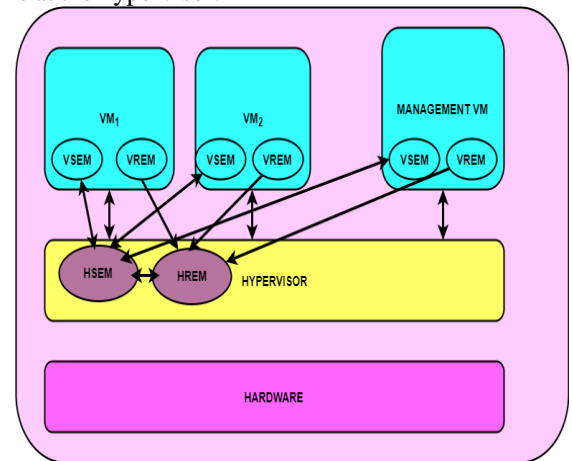 VM₁
VM₂
MANAGEMENT VM
VSEM VREM VSEM VREM VSEM VREM
HSEM HREM HYPERVISOR
HARDWARE